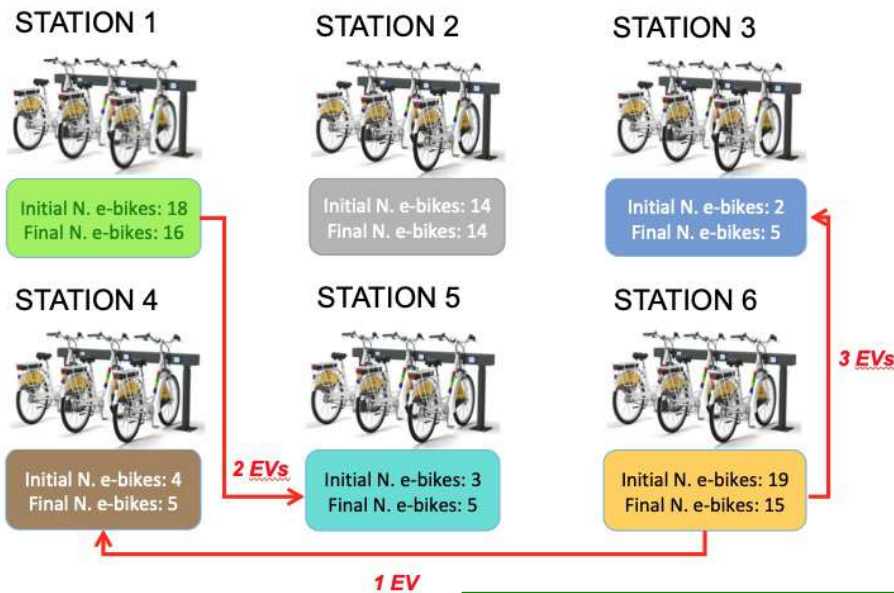 STATION 1
STATION 2
STATION 3
Initial N. e-bikes: 18
Final N. e-bikes: 16
Initial N. e-bikes: 14
Final N. e-bikes: 14
Initial N. e-bikes: 2
Final N. e-bikes: 5
STATION 4
STATION 5
STATION 6
3 EVs
2 EVs
Initial N. e-bikes: 4
Final N. e-bikes: 5
Initial N. e-bikes: 3
Final N. e-bikes: 5
Initial N. e-bikes: 19
Final N. e-bikes: 15
1 EV